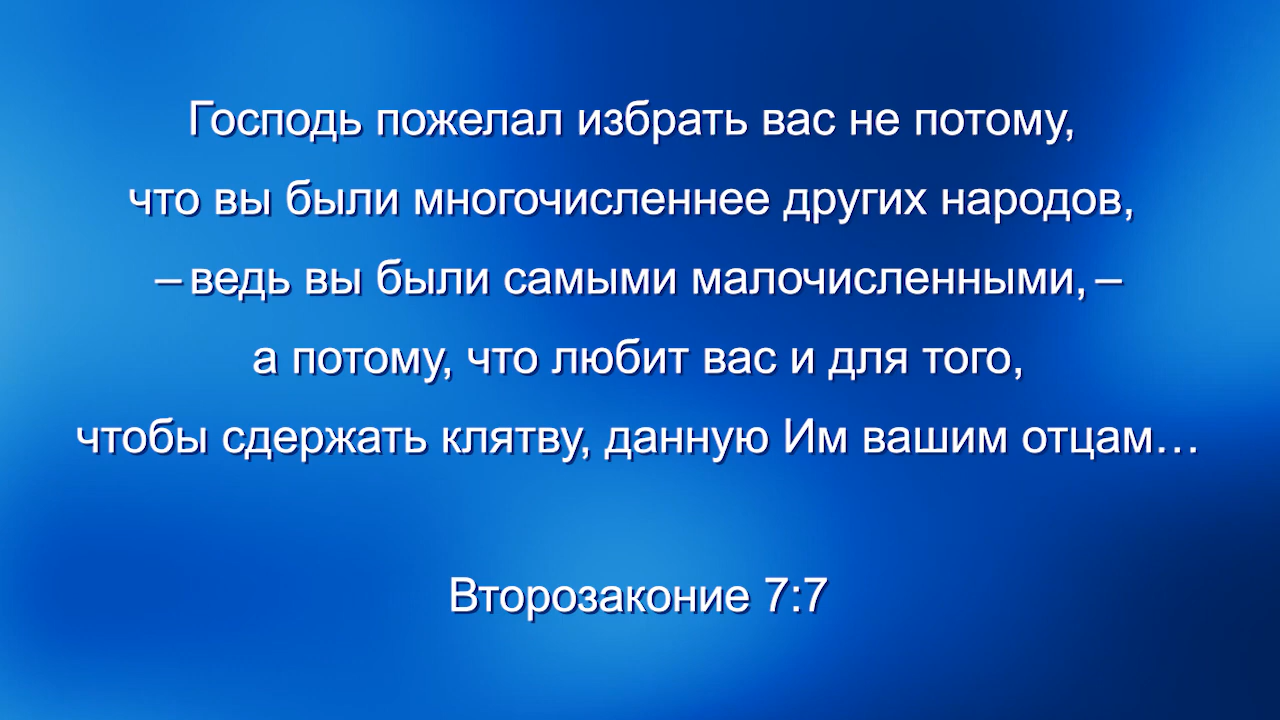 Господь пожелал избрать вас не потому,
что вы были многочисленнее других народов,
– ведь вы были самыми малочисленными, –
а потому, что любит вас и для того,
чтобы сдержать клятву, данную Им вашим отцам…
Второзаконие 7:7